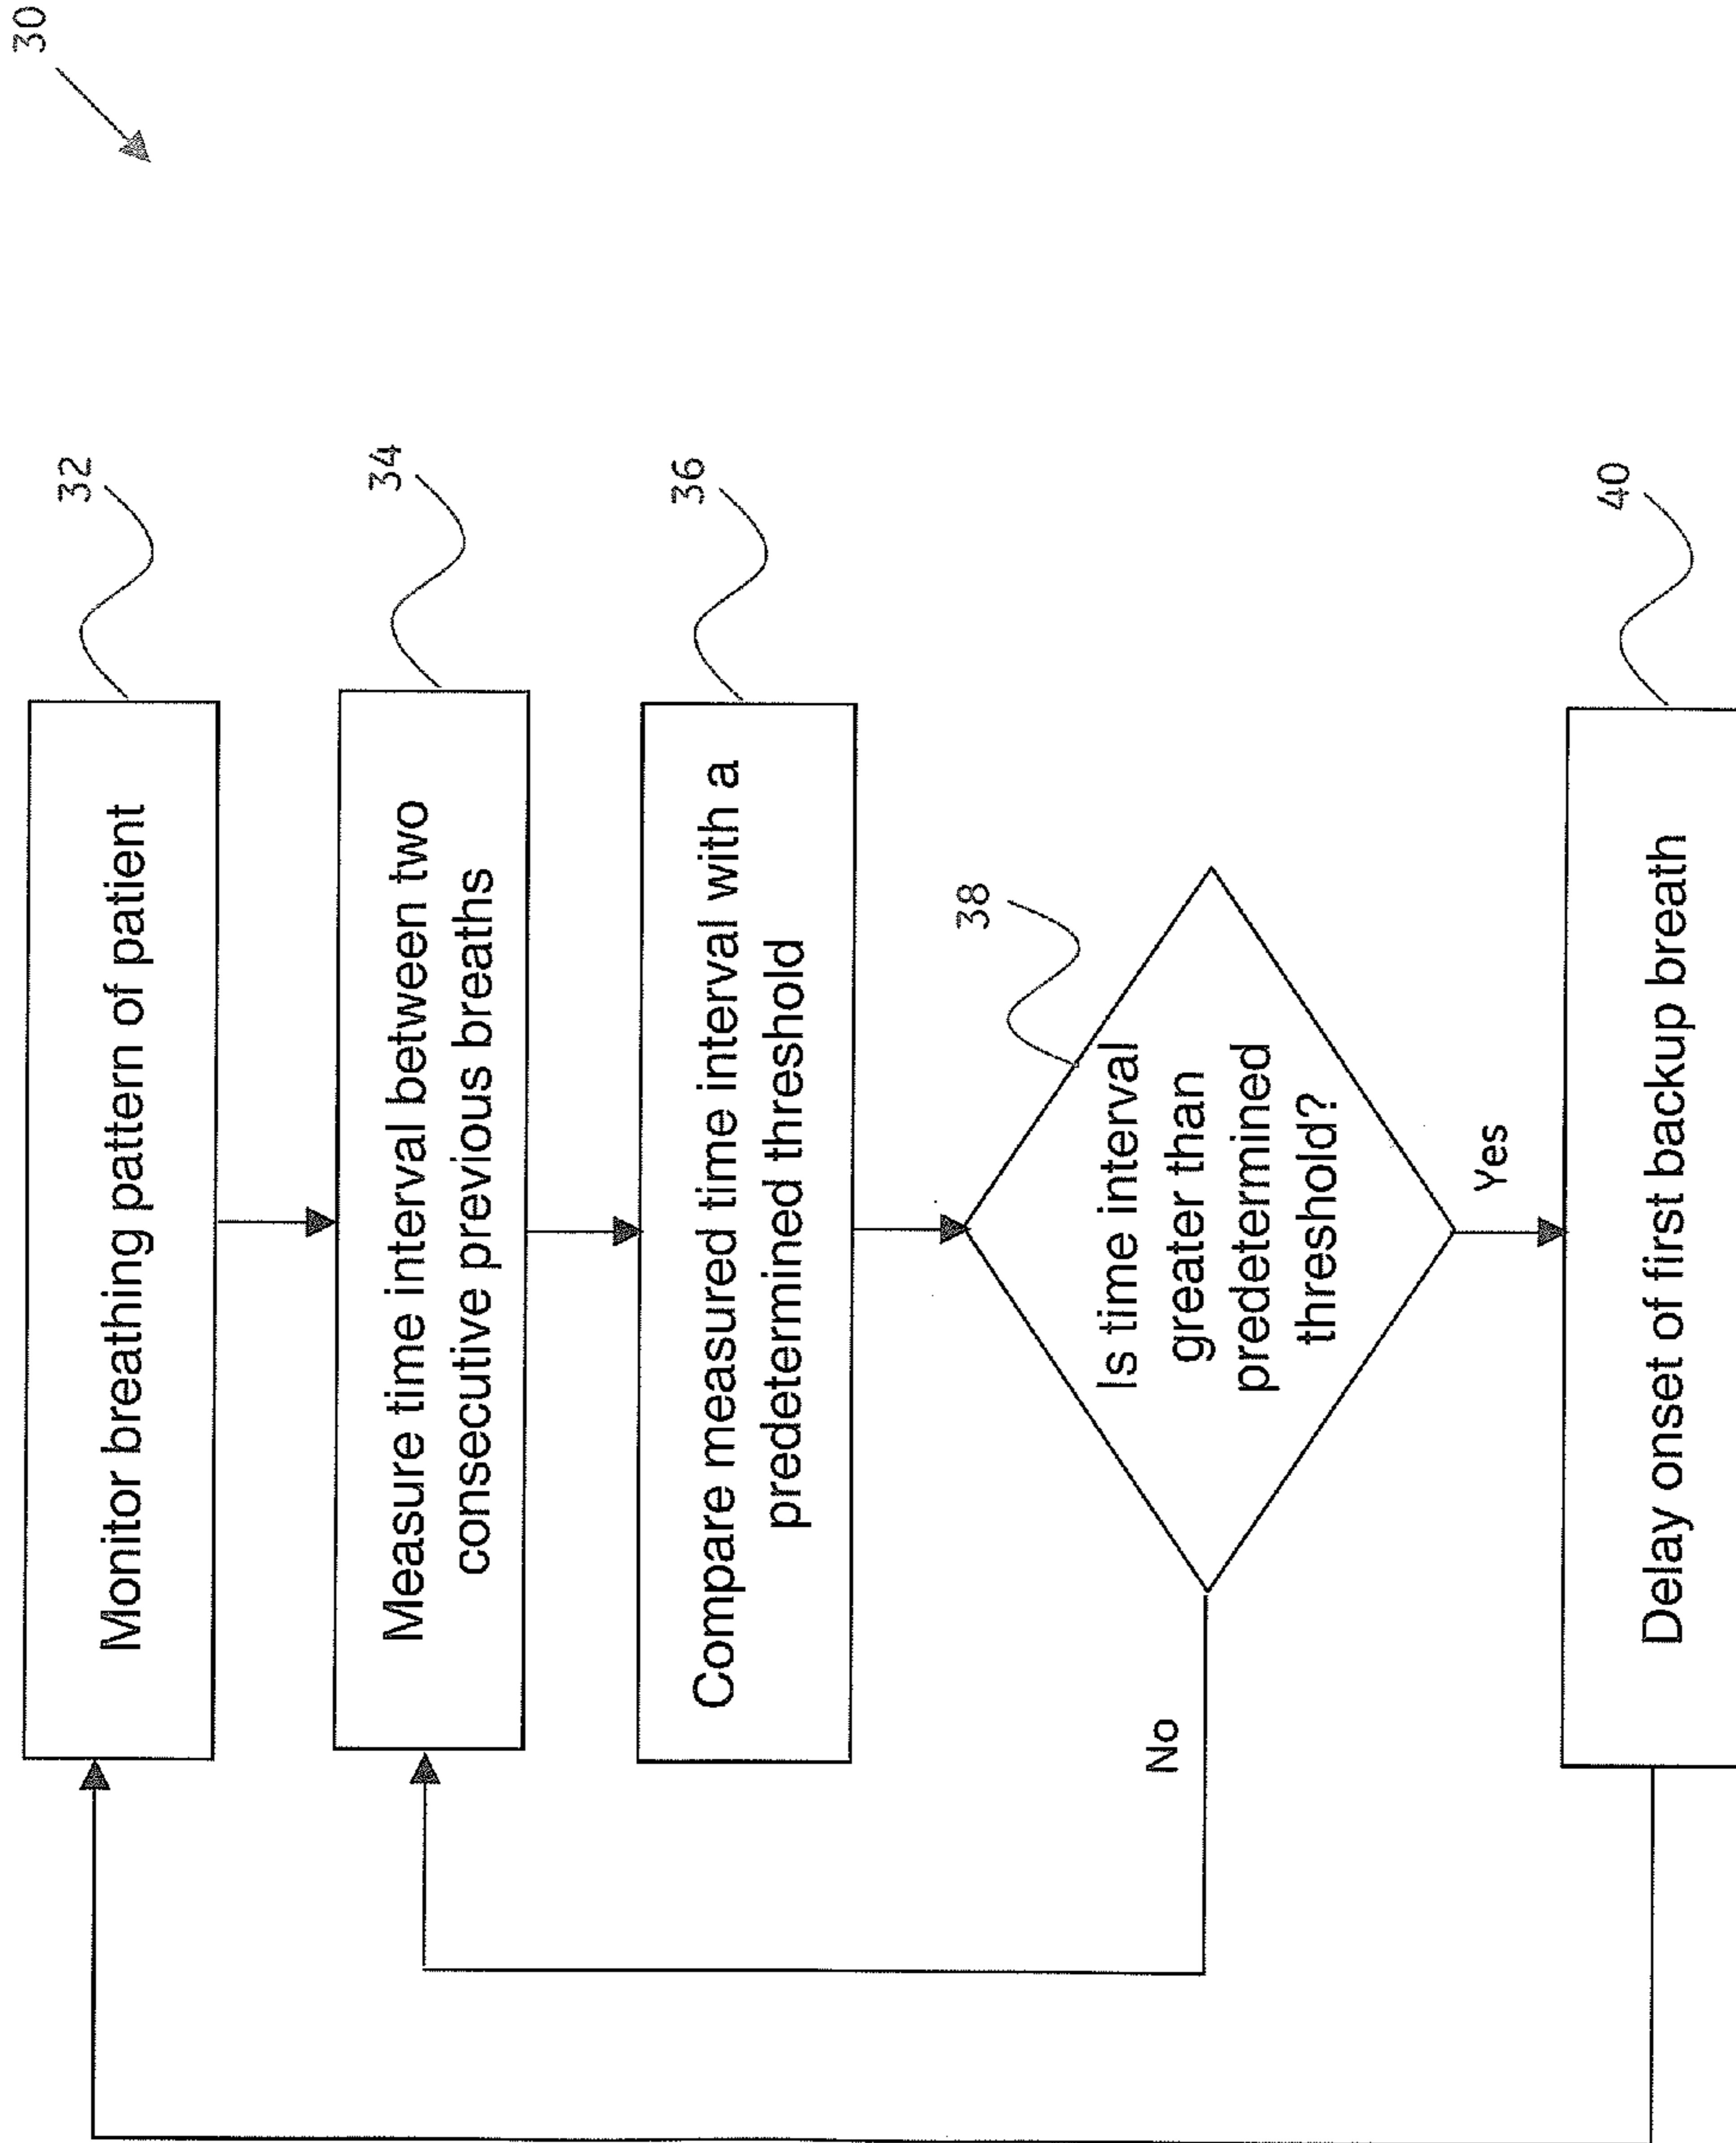 30
Monitor breathing pattern of patient
32
Measure time interval between two
consecutive previous breaths
34
Compare measured time interval with a
predetermined threshold
36
Is time interval
greater than
predetermined
threshold?
38
No
Yes
Delay onset of first backup breath
40